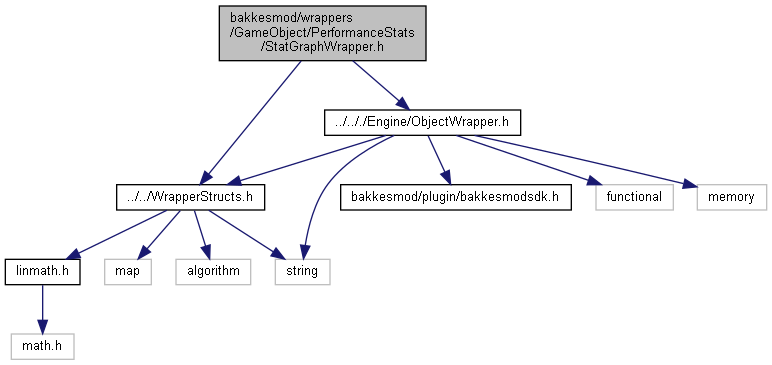 bakkesmod/wrappers
/GameObject/PerformanceStats
/StatGraphWrapper.h
../.././Engine/ObjectWrapper.h
../../WrapperStructs.h
bakkesmod/plugin/bakkesmodsdk.h
functional
memory
linmath.h
map
algorithm
string
math.h